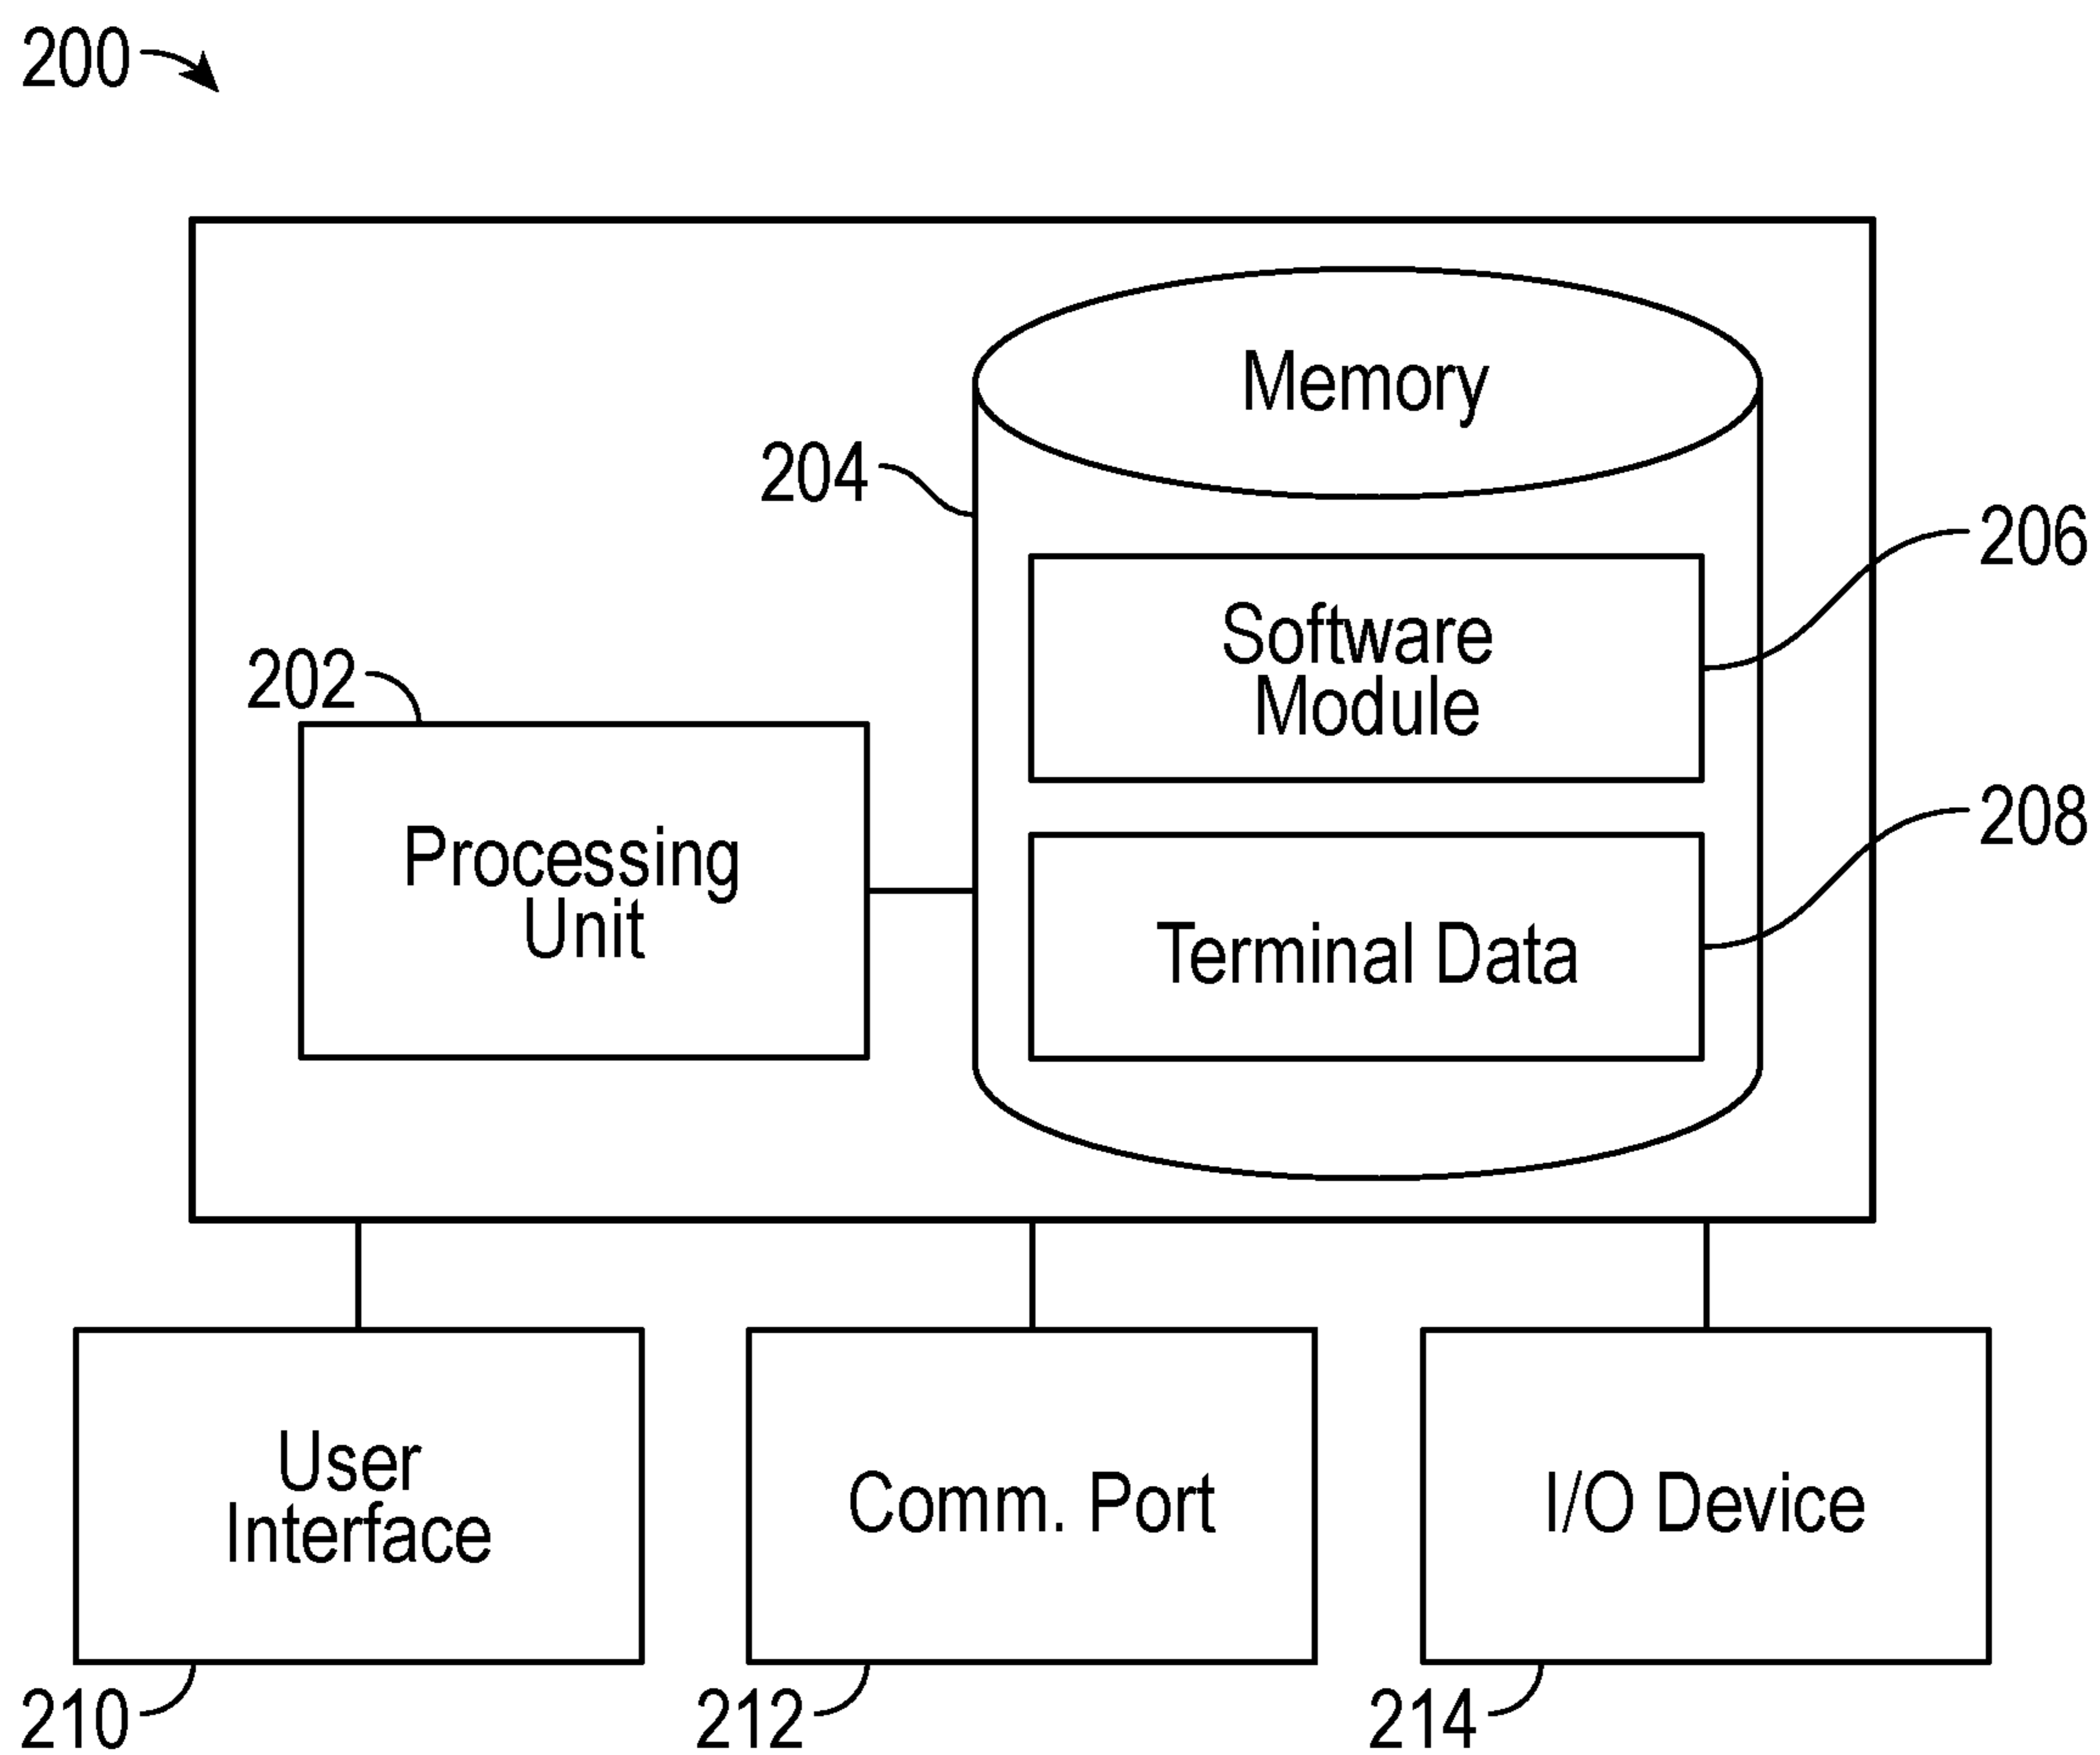 200
Memory
204
206
Software
Module
202
208
Processing
Unit
Terminal Data
User
Interface
Comm. Port
I/O Device
210
212
214